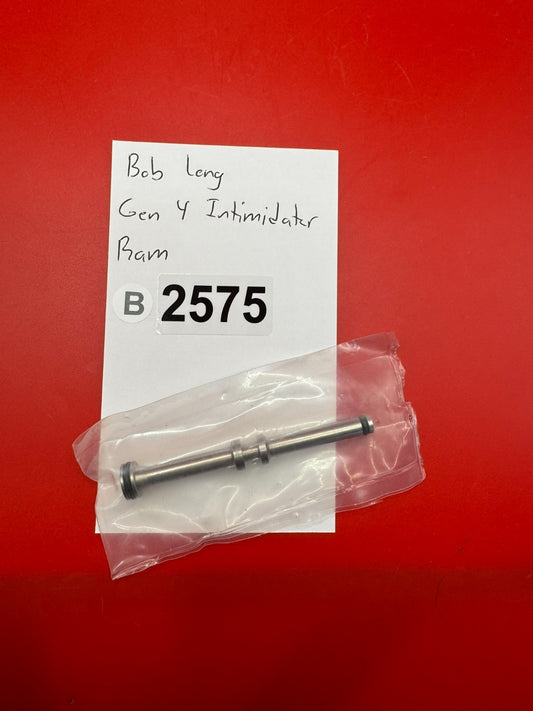 Bob Long
Gen 4 Intimidator
Ram
B 2575